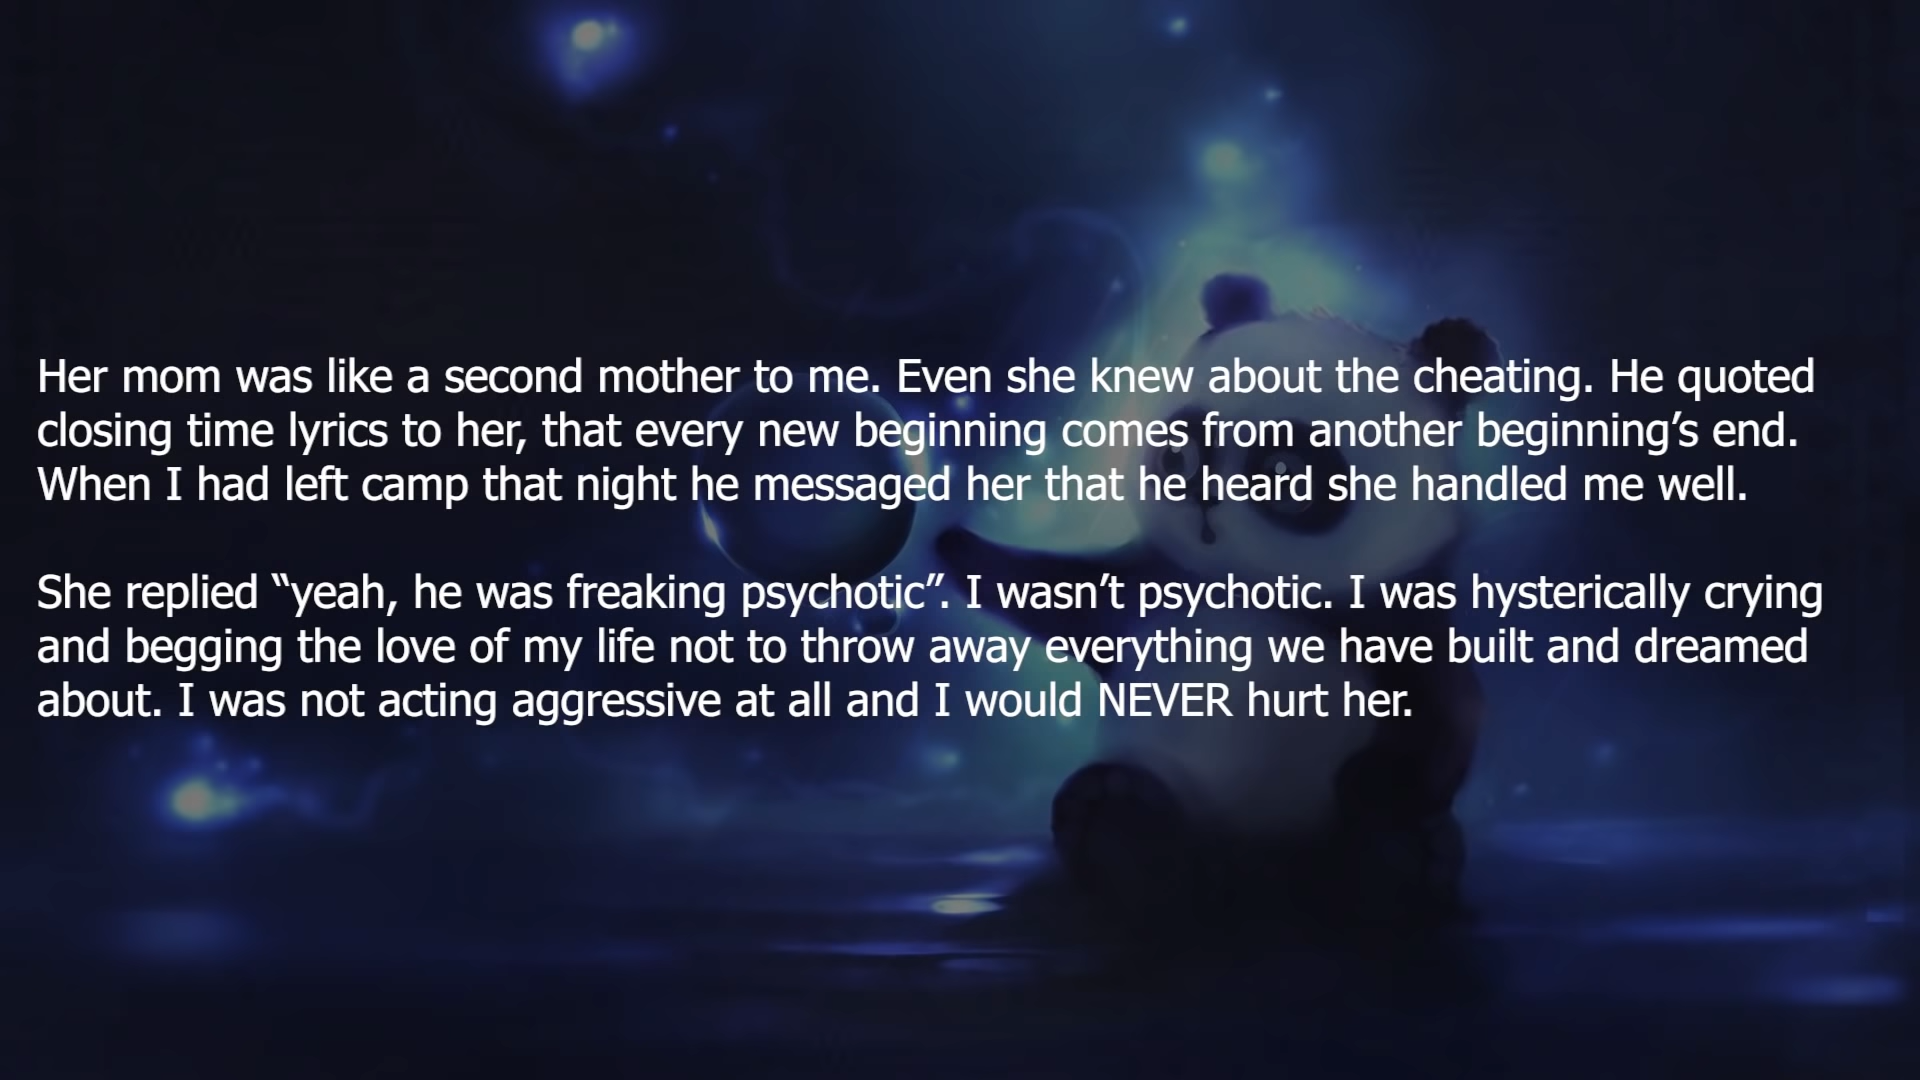 Her mom was like a second mother to me. Even she knew about the cheating. He quoted
closing time lyrics to her, that every new beginning comes from another beginning’s end.
When I had left camp that night he messaged her that he heard she handled me well.
She replied “yeah, he was freaking psychotic”. I wasn’t psychotic. I was hysterically crying
and begging the love of my life not to throw away everything we have built and dreamed
about. I was not acting aggressive at all and I would NEVER hurt her.